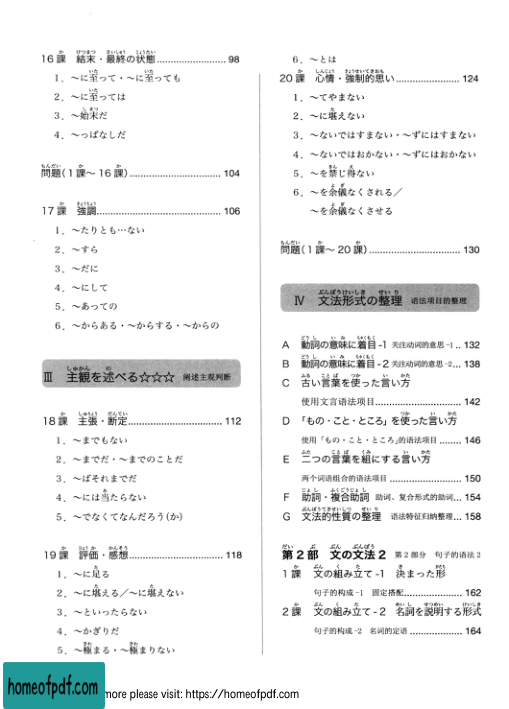 16課 結末・最終の状態 ........................ 98
1．～に至って・～に至っても
2．～に至っては
3．～始末だ
4．～っぱなしだ
問題(1課～16課) ........................ 104
17課 強調 ........................ 106
1．～たりとも…ない
2．～すら
3．～だに
4．～にして
5．～あっての
6．～からある・～からする・～からの
Ⅲ 主観を述べる☆☆☆ 阐述主观判断
18課 主張・断定 ........................ 112
1．～までもない
2．～までだ・～までのことだ
3．～ばそれまでだ
4．～には当たらない
5．～でなくてなんだろう(か)
19課 評価・感想 ........................ 118
1．～に足る
2．～に堪える／～に堪えない
3．～といったらない
4．～かぎりだ
5．～極まる・～極まりない
6．～とは
20課 心情・強制的思い ........................ 124
1．～てやまない
2．～に堪えない
3．～ないではすまない・～ずにはすまない
4．～ないではおかない・～ずにはおかない
5．～を禁じ得ない
6．～を余儀なくされる／
～を余儀なくさせる
問題(1課～20課) ........................ 130
Ⅳ 文法形式の整理 语法项目的整理
A 動詞の意味に着目-1 关注动词的意思-1 .. 132
B 動詞の意味に着目-2 关注动词的意思-2 ... 138
C 古い言葉を使った言い方
使用文言语法项目 ........................ 142
D 「もの・こと・ところ」を使った言い方
使用「もの・こと・ところ」的语法项目 ........ 146
E 二つの言葉を組にする言い方
两个词语组合的语法项目 ........................ 150
F 助詞・複合助詞 助词、复合形式的助词 ... 154
G 文法的性質の整理 语法特征归纳整理 ... 158
第2部 文の文法2 第2部分 句子的语法2
1課 文の組み立て-1 決まった形
句子的构成-1 固定搭配 ........................ 162
2課 文の組み立て-2 名詞を説明する形式
句子的构成-2 名词的定语 ........................ 164
homeofpdf.com
more please visit: https://homeofpdf.com